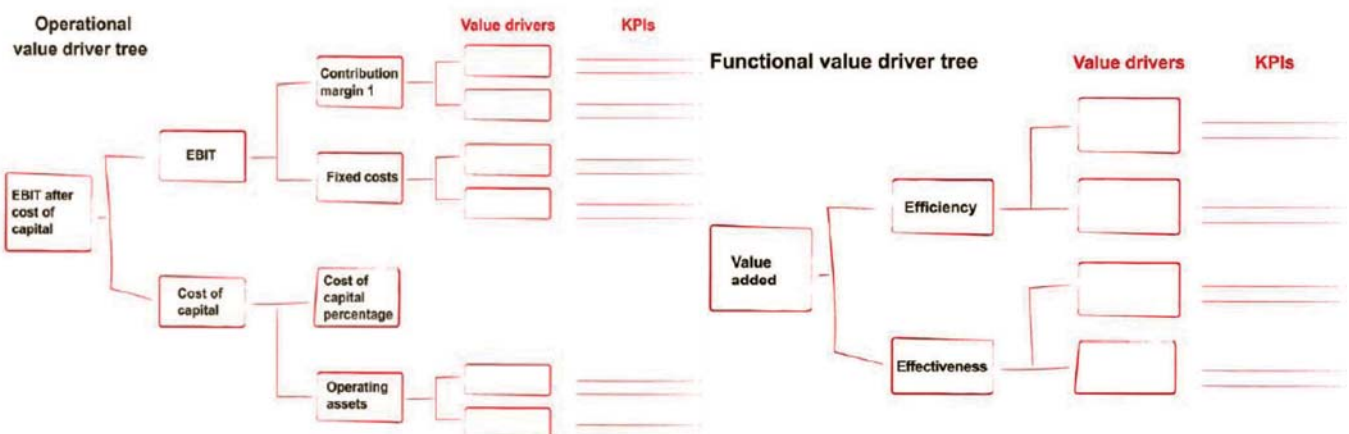 Operational
value driver tree
Value drivers
KPIs
Contribution
margin 1
EBIT
Fixed costs
EBIT after
cost of
capital
Cost of
capital
Cost of
capital
percentage
Operating
assets
Functional value driver tree
Value drivers
KPIs
Efficiency
Value
added
Effectiveness